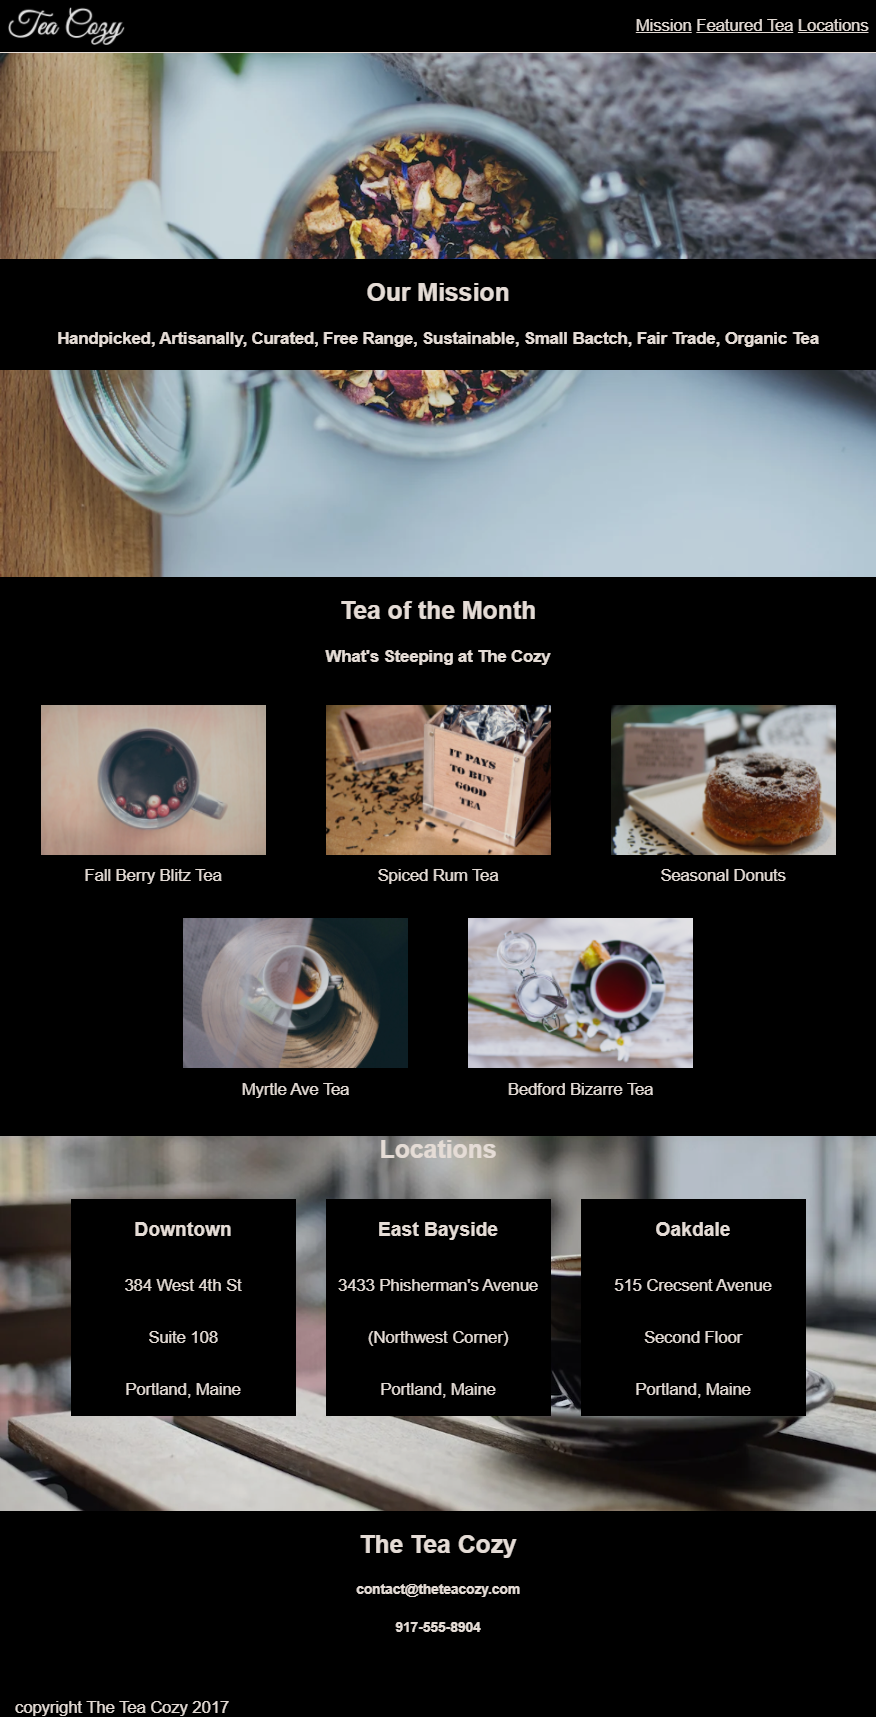 Tea Cozy
Mission Featured Tea Locations
Our Mission
Handpicked, Artisanally, Curated, Free Range, Sustainable, Small Bactch, Fair Trade, Organic Tea
Tea of the Month
What's Steeping at The Cozy
IT PAYS
TO BUY
GOOD
TEA
Fall Berry Blitz Tea
Spiced Rum Tea
Seasonal Donuts
Myrtle Ave Tea
Bedford Bizarre Tea
Locations
Downtown
384 West 4th St
Suite 108
Portland, Maine
East Bayside
3433 Phisherman's Avenue
(Northwest Corner)
Portland, Maine
Oakdale
515 Crecsent Avenue
Second Floor
Portland, Maine
The Tea Cozy
contact@theteacozy.com
917-555-8904
copyright The Tea Cozy 2017